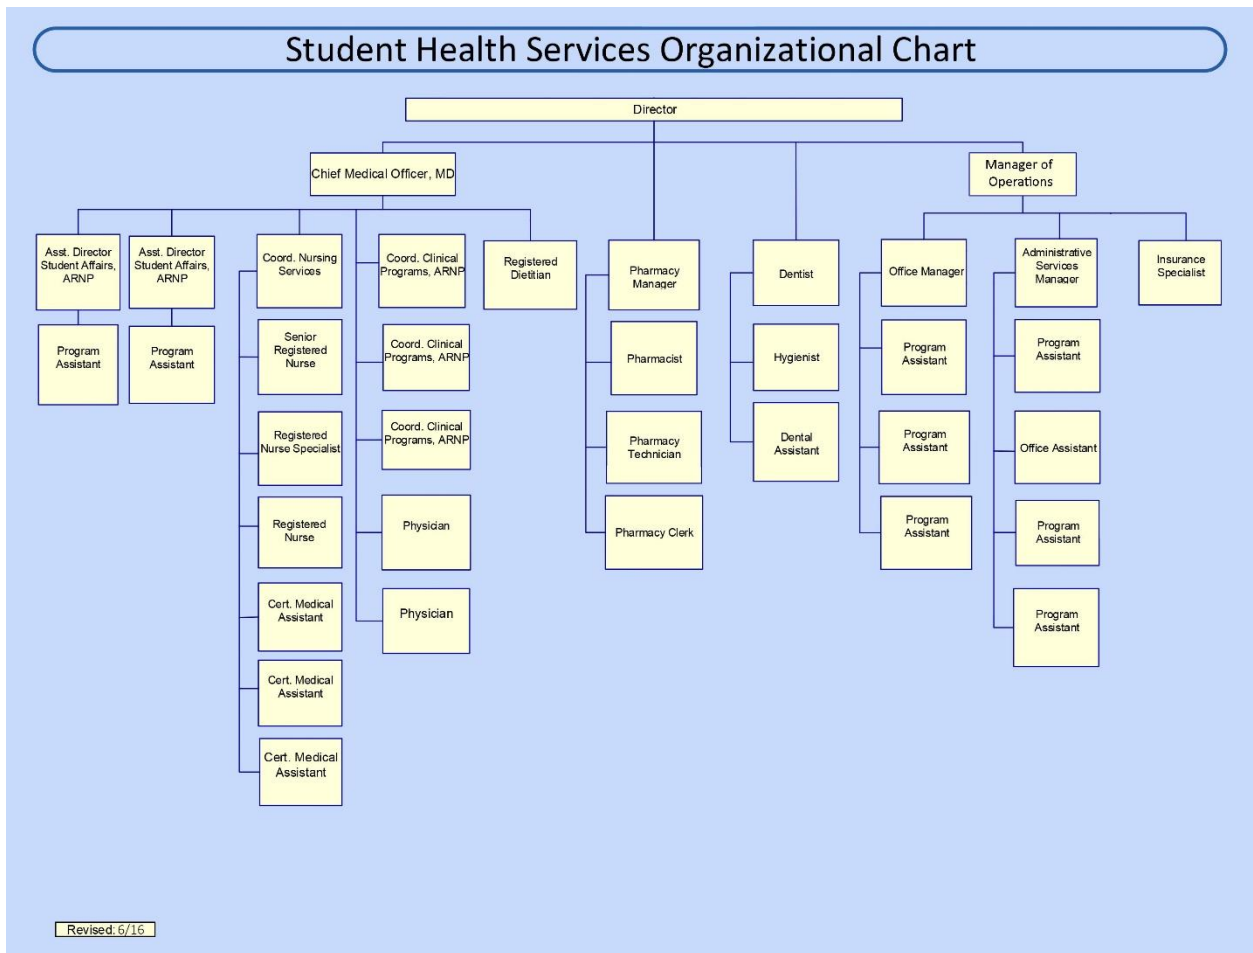 Student Health Services Organizational Chart
Director
Chief Medical Officer, MD
Manager of
Operations
Asst. Director
Student Affairs,
ARNP
Asst. Director
Student Affairs,
ARNP
Coord. Nursing
Services
Coord. Clinical
Programs, ARNP
Registered
Dietitian
Pharmacy
Manager
Dentist
Office Manager
Administrative
Services
Manager
Insurance
Specialist
Program
Assistant
Program
Assistant
Senior
Registered
Nurse
Coord. Clinical
Programs, ARNP
Pharmacist
Hygienist
Program
Assistant
Program
Assistant
Registered
Nurse Specialist
Coord. Clinical
Programs, ARNP
Pharmacy
Technician
Dental
Assistant
Program
Assistant
Office Assistant
Registered
Nurse
Physician
Pharmacy Clerk
Program
Assistant
Program
Assistant
Cert. Medical
Assistant
Physician
Program
Assistant
Cert. Medical
Assistant
Cert. Medical
Assistant
Revised: 6/16